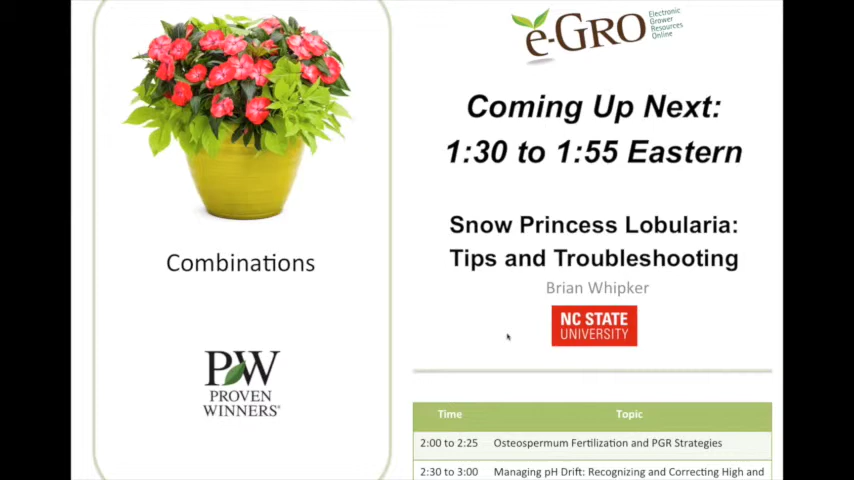 Combinations
PW
PROVEN
WINNERS®
e-GRO
Electronic
Grower
Resources
Online
Coming Up Next:
1:30 to 1:55 Eastern
Snow Princess Lobularia:
Tips and Troubleshooting
Brian Whipker
NC STATE
UNIVERSITY
Time Topic
2:00 to 2:25 Osteospermum Fertilization and PGR Strategies
2:30 to 3:00 Managing pH Drift: Recognizing and Correcting High and